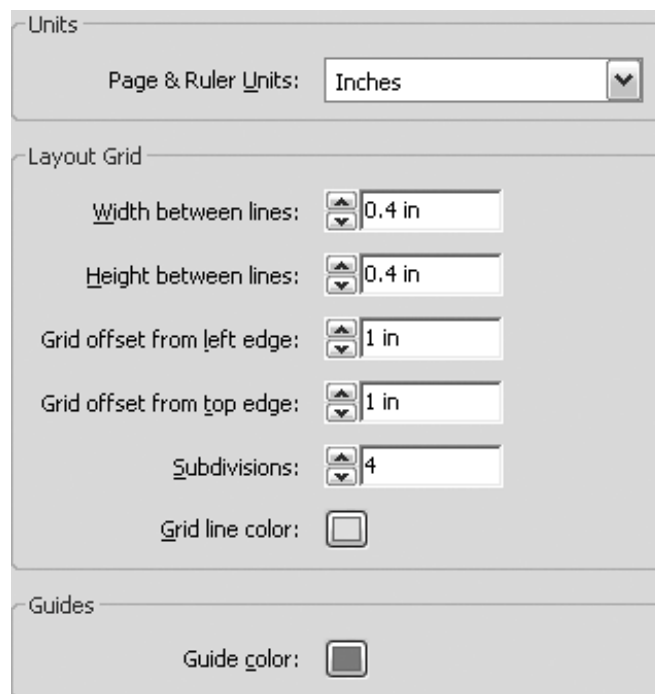 Units
Page & Ruler Units: Inches
Layout Grid
Width between lines: 0.4 in
Height between lines: 0.4 in
Grid offset from left edge: 1 in
Grid offset from top edge: 1 in
Subdivisions: 4
Grid line color:
Guides
Guide color: